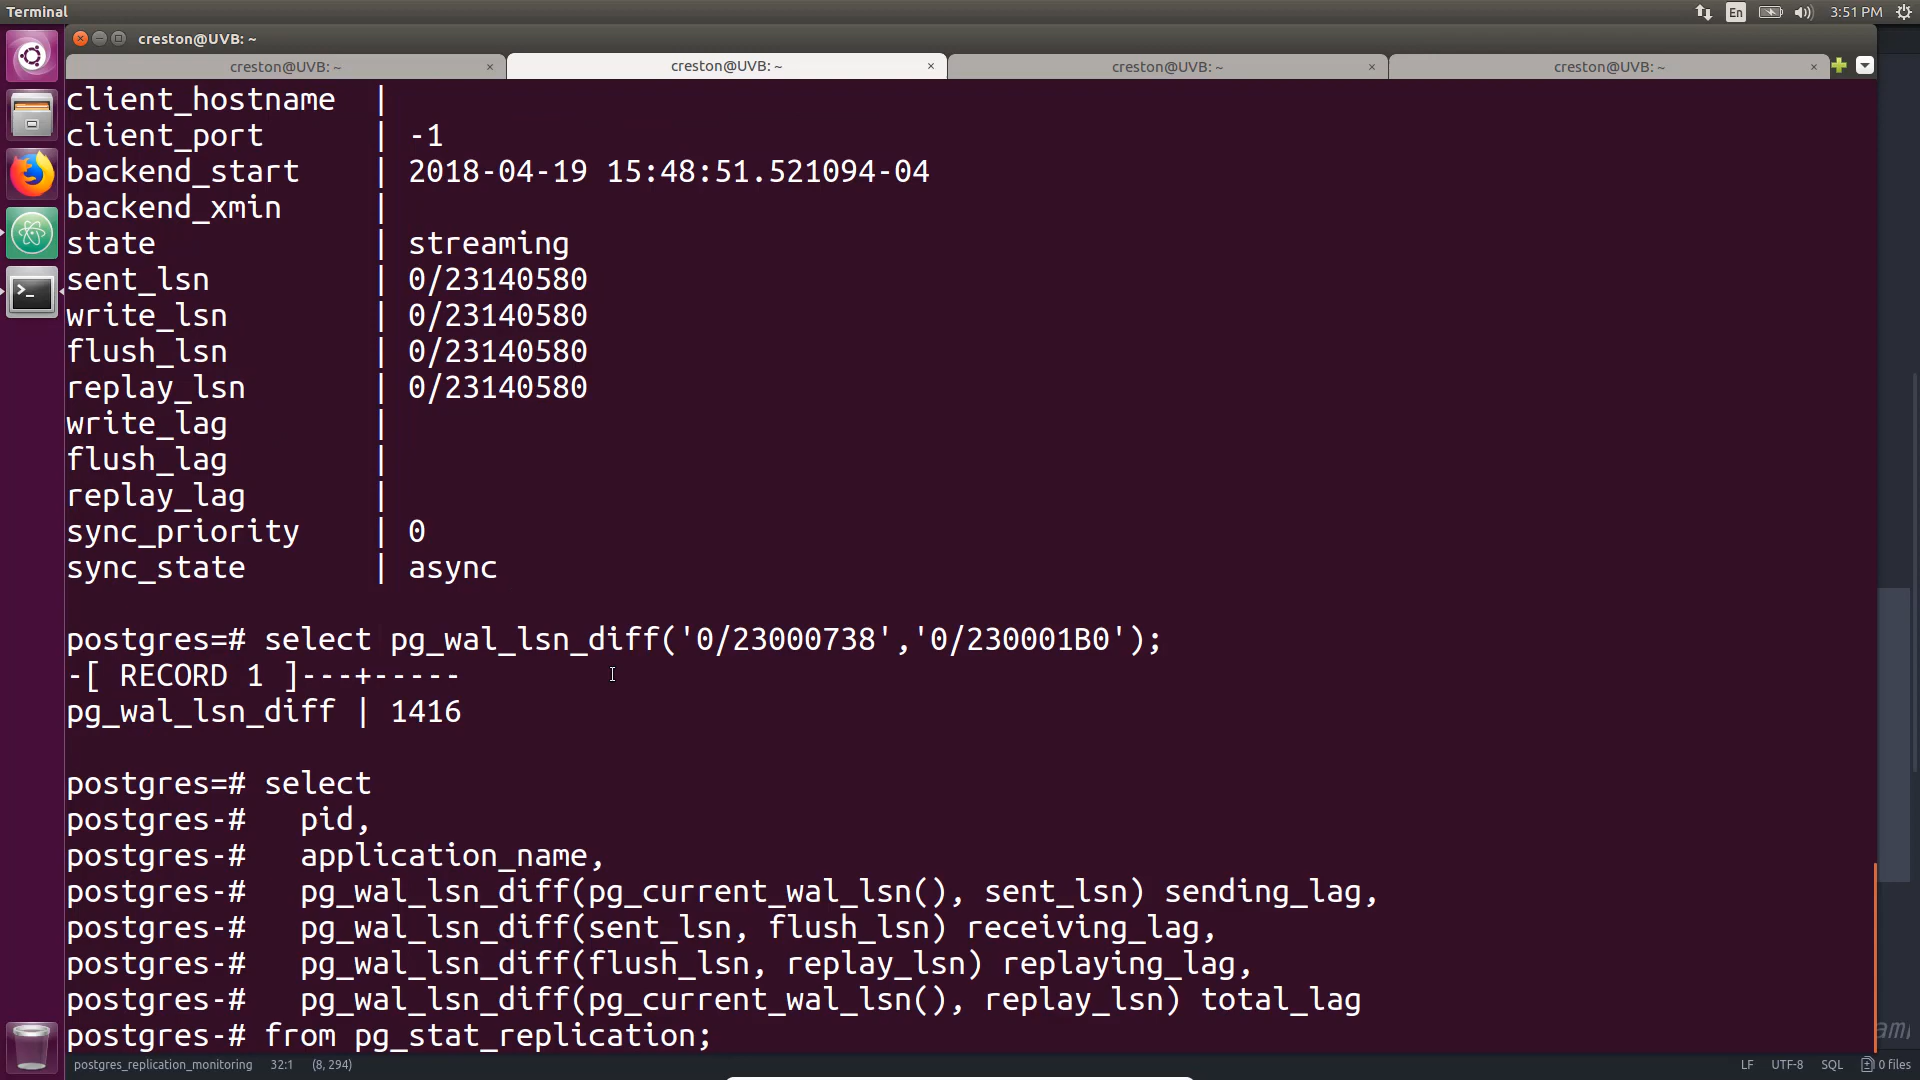 Terminal
En
3:51 PM
creston@UVB: ~
creston@UVB: ~ ×
creston@UVB: ~ ×
creston@UVB: ~ ×
creston@UVB: ~ ×
client_hostname  |
client_port      | -1
backend_start    | 2018-04-19 15:48:51.521094-04
backend_xmin     |
state            | streaming
sent_lsn         | 0/23140580
write_lsn        | 0/23140580
flush_lsn        | 0/23140580
replay_lsn       | 0/23140580
write_lag        |
flush_lag        |
replay_lag       |
sync_priority    | 0
sync_state       | async
postgres=# select pg_wal_lsn_diff('0/23000738','0/230001B0');
-[ RECORD 1 ]---+-----
pg_wal_lsn_diff | 1416
postgres=# select
postgres-#   pid,
postgres-#   application_name,
postgres-#   pg_wal_lsn_diff(pg_current_wal_lsn(), sent_lsn) sending_lag,
postgres-#   pg_wal_lsn_diff(sent_lsn, flush_lsn) receiving_lag,
postgres-#   pg_wal_lsn_diff(flush_lsn, replay_lsn) replaying_lag,
postgres-#   pg_wal_lsn_diff(pg_current_wal_lsn(), replay_lsn) total_lag
postgres-# from pg_stat_replication;
postgres_replication_monitoring 32:1 (8, 294) LF UTF-8 SQL 0 files